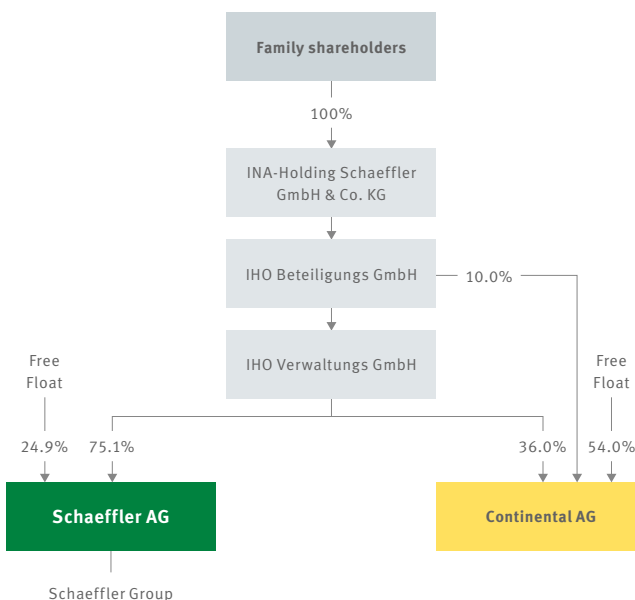 Family shareholders
100%
INA-Holding Schaeffler
GmbH & Co. KG
IHO Beteiligungs GmbH
10.0%
IHO Verwaltungs GmbH
Free
Float
Free
Float
24.9%
75.1%
36.0%
54.0%
Schaeffler AG
Continental AG
Schaeffler Group